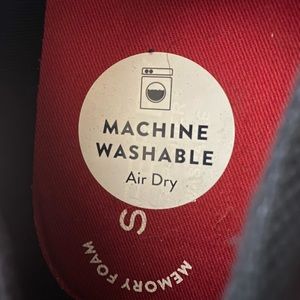 MACHINE
WASHABLE
Air Dry
S
MEMORY FOAM